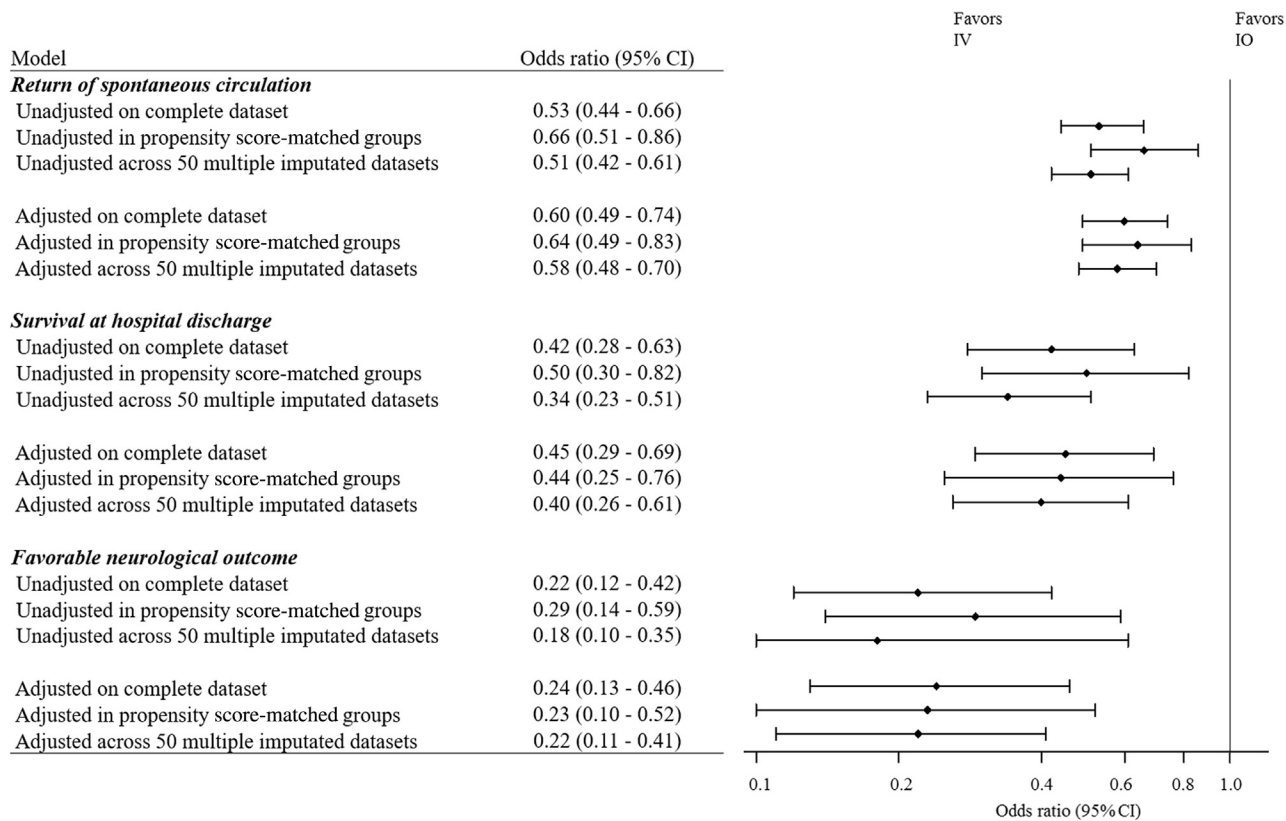 Favors Favors
IV IO
Model Odds ratio (95% CI)
Return of spontaneous circulation
Unadjusted on complete dataset 0.53 (0.44 - 0.66)
Unadjusted in propensity score-matched groups 0.66 (0.51 - 0.86)
Unadjusted across 50 multiple imputated datasets 0.51 (0.42 - 0.61)
Adjusted on complete dataset 0.60 (0.49 - 0.74)
Adjusted in propensity score-matched groups 0.64 (0.49 - 0.83)
Adjusted across 50 multiple imputated datasets 0.58 (0.48 - 0.70)
Survival at hospital discharge
Unadjusted on complete dataset 0.42 (0.28 - 0.63)
Unadjusted in propensity score-matched groups 0.50 (0.30 - 0.82)
Unadjusted across 50 multiple imputated datasets 0.34 (0.23 - 0.51)
Adjusted on complete dataset 0.45 (0.29 - 0.69)
Adjusted in propensity score-matched groups 0.44 (0.25 - 0.76)
Adjusted across 50 multiple imputated datasets 0.40 (0.26 - 0.61)
Favorable neurological outcome
Unadjusted on complete dataset 0.22 (0.12 - 0.42)
Unadjusted in propensity score-matched groups 0.29 (0.14 - 0.59)
Unadjusted across 50 multiple imputated datasets 0.18 (0.10 - 0.35)
Adjusted on complete dataset 0.24 (0.13 - 0.46)
Adjusted in propensity score-matched groups 0.23 (0.10 - 0.52)
Adjusted across 50 multiple imputated datasets 0.22 (0.11 - 0.41)
0.1 0.2 0.4 0.6 0.8 1.0
Odds ratio (95% CI)